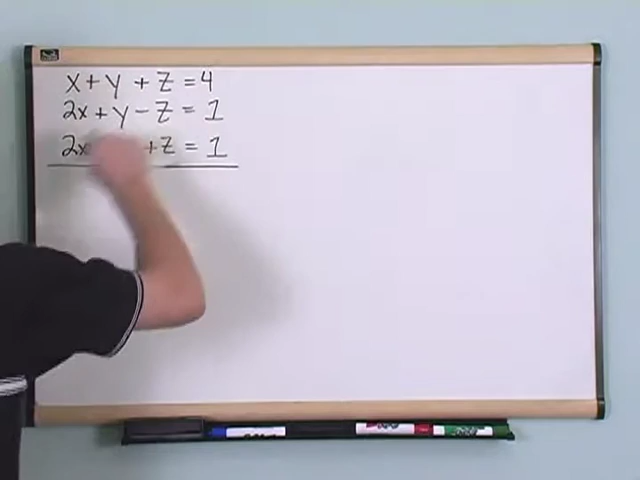 x + y + z = 4
2x + y - z = 1
2x + z = 1